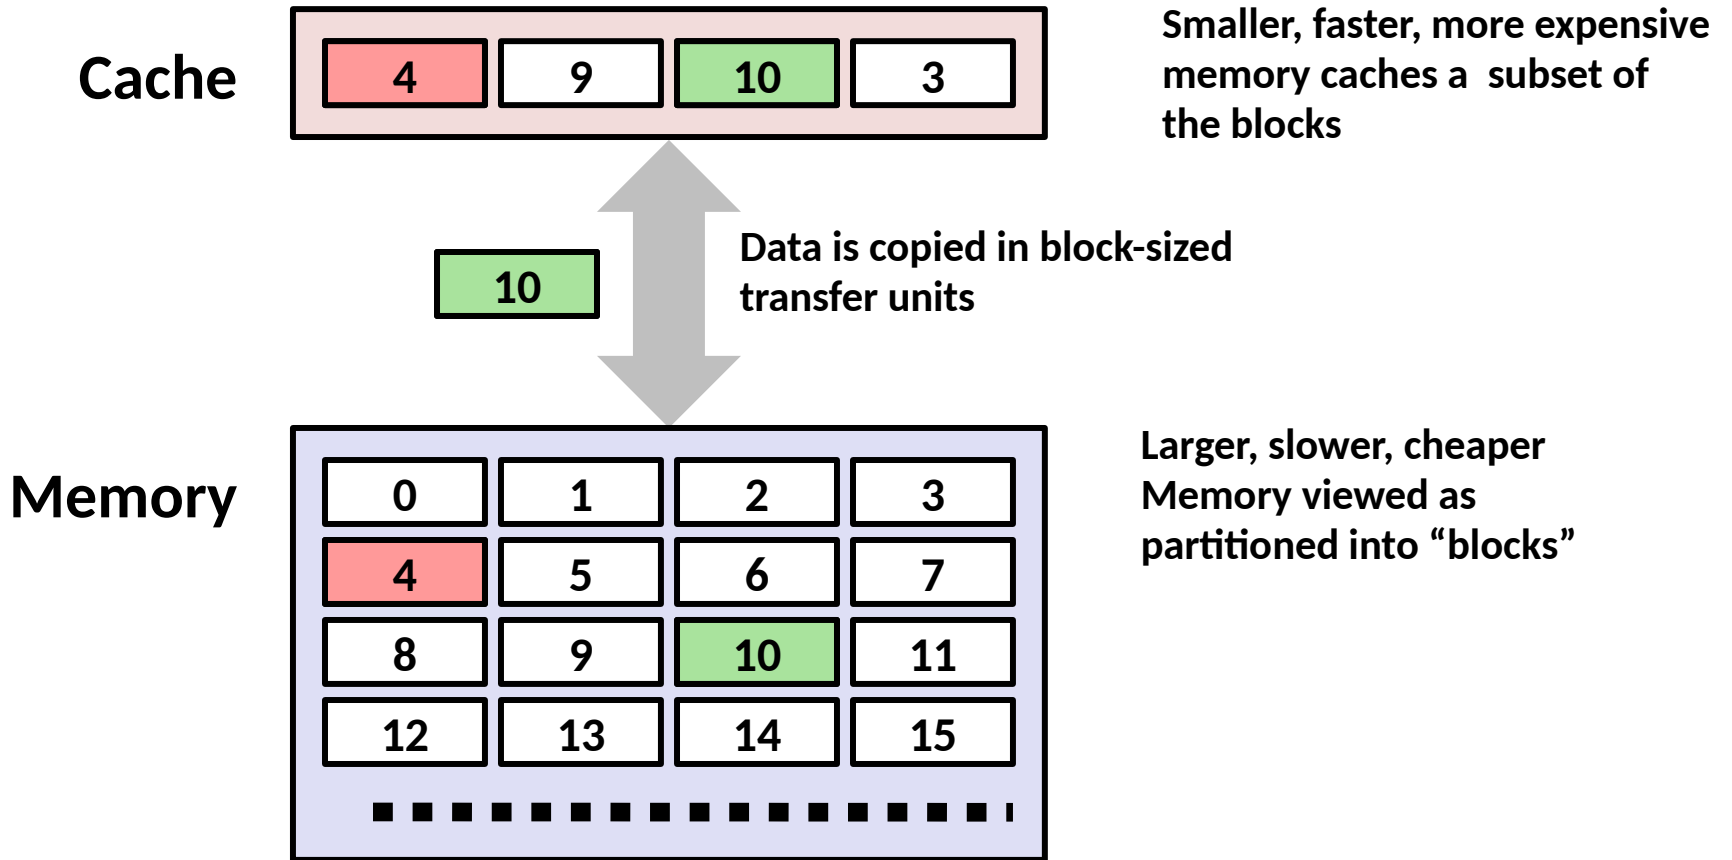 Cache
4 9 10 3
Smaller, faster, more expensive
memory caches a  subset of
the blocks
10
Data is copied in block-sized
transfer units
Memory
0 1 2 3
4 5 6 7
8 9 10 11
12 13 14 15
Larger, slower, cheaper
Memory viewed as
partitioned into “blocks”